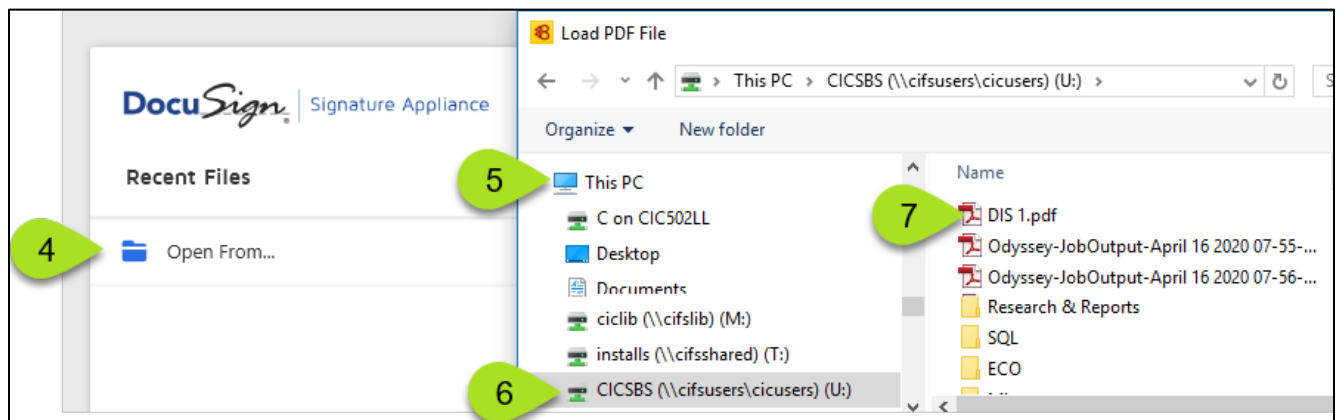 DocuSign Signature Appliance
Recent Files
4 Open From...
Load PDF File
This PC > CICSBS (\\cifsusers\cicusers) (U:) >
Organize New folder
5 This PC
C on CIC502LL
Desktop
Documents
ciclib (\\cifslib) (M:)
installs (\\cifsshared) (T:)
6 CICSBS (\\cifsusers\cicusers) (U:)
Name
7 DIS 1.pdf
Odyssey-JobOutput-April 16 2020 07-55-...
Odyssey-JobOutput-April 16 2020 07-56-...
Research & Reports
SQL
ECO